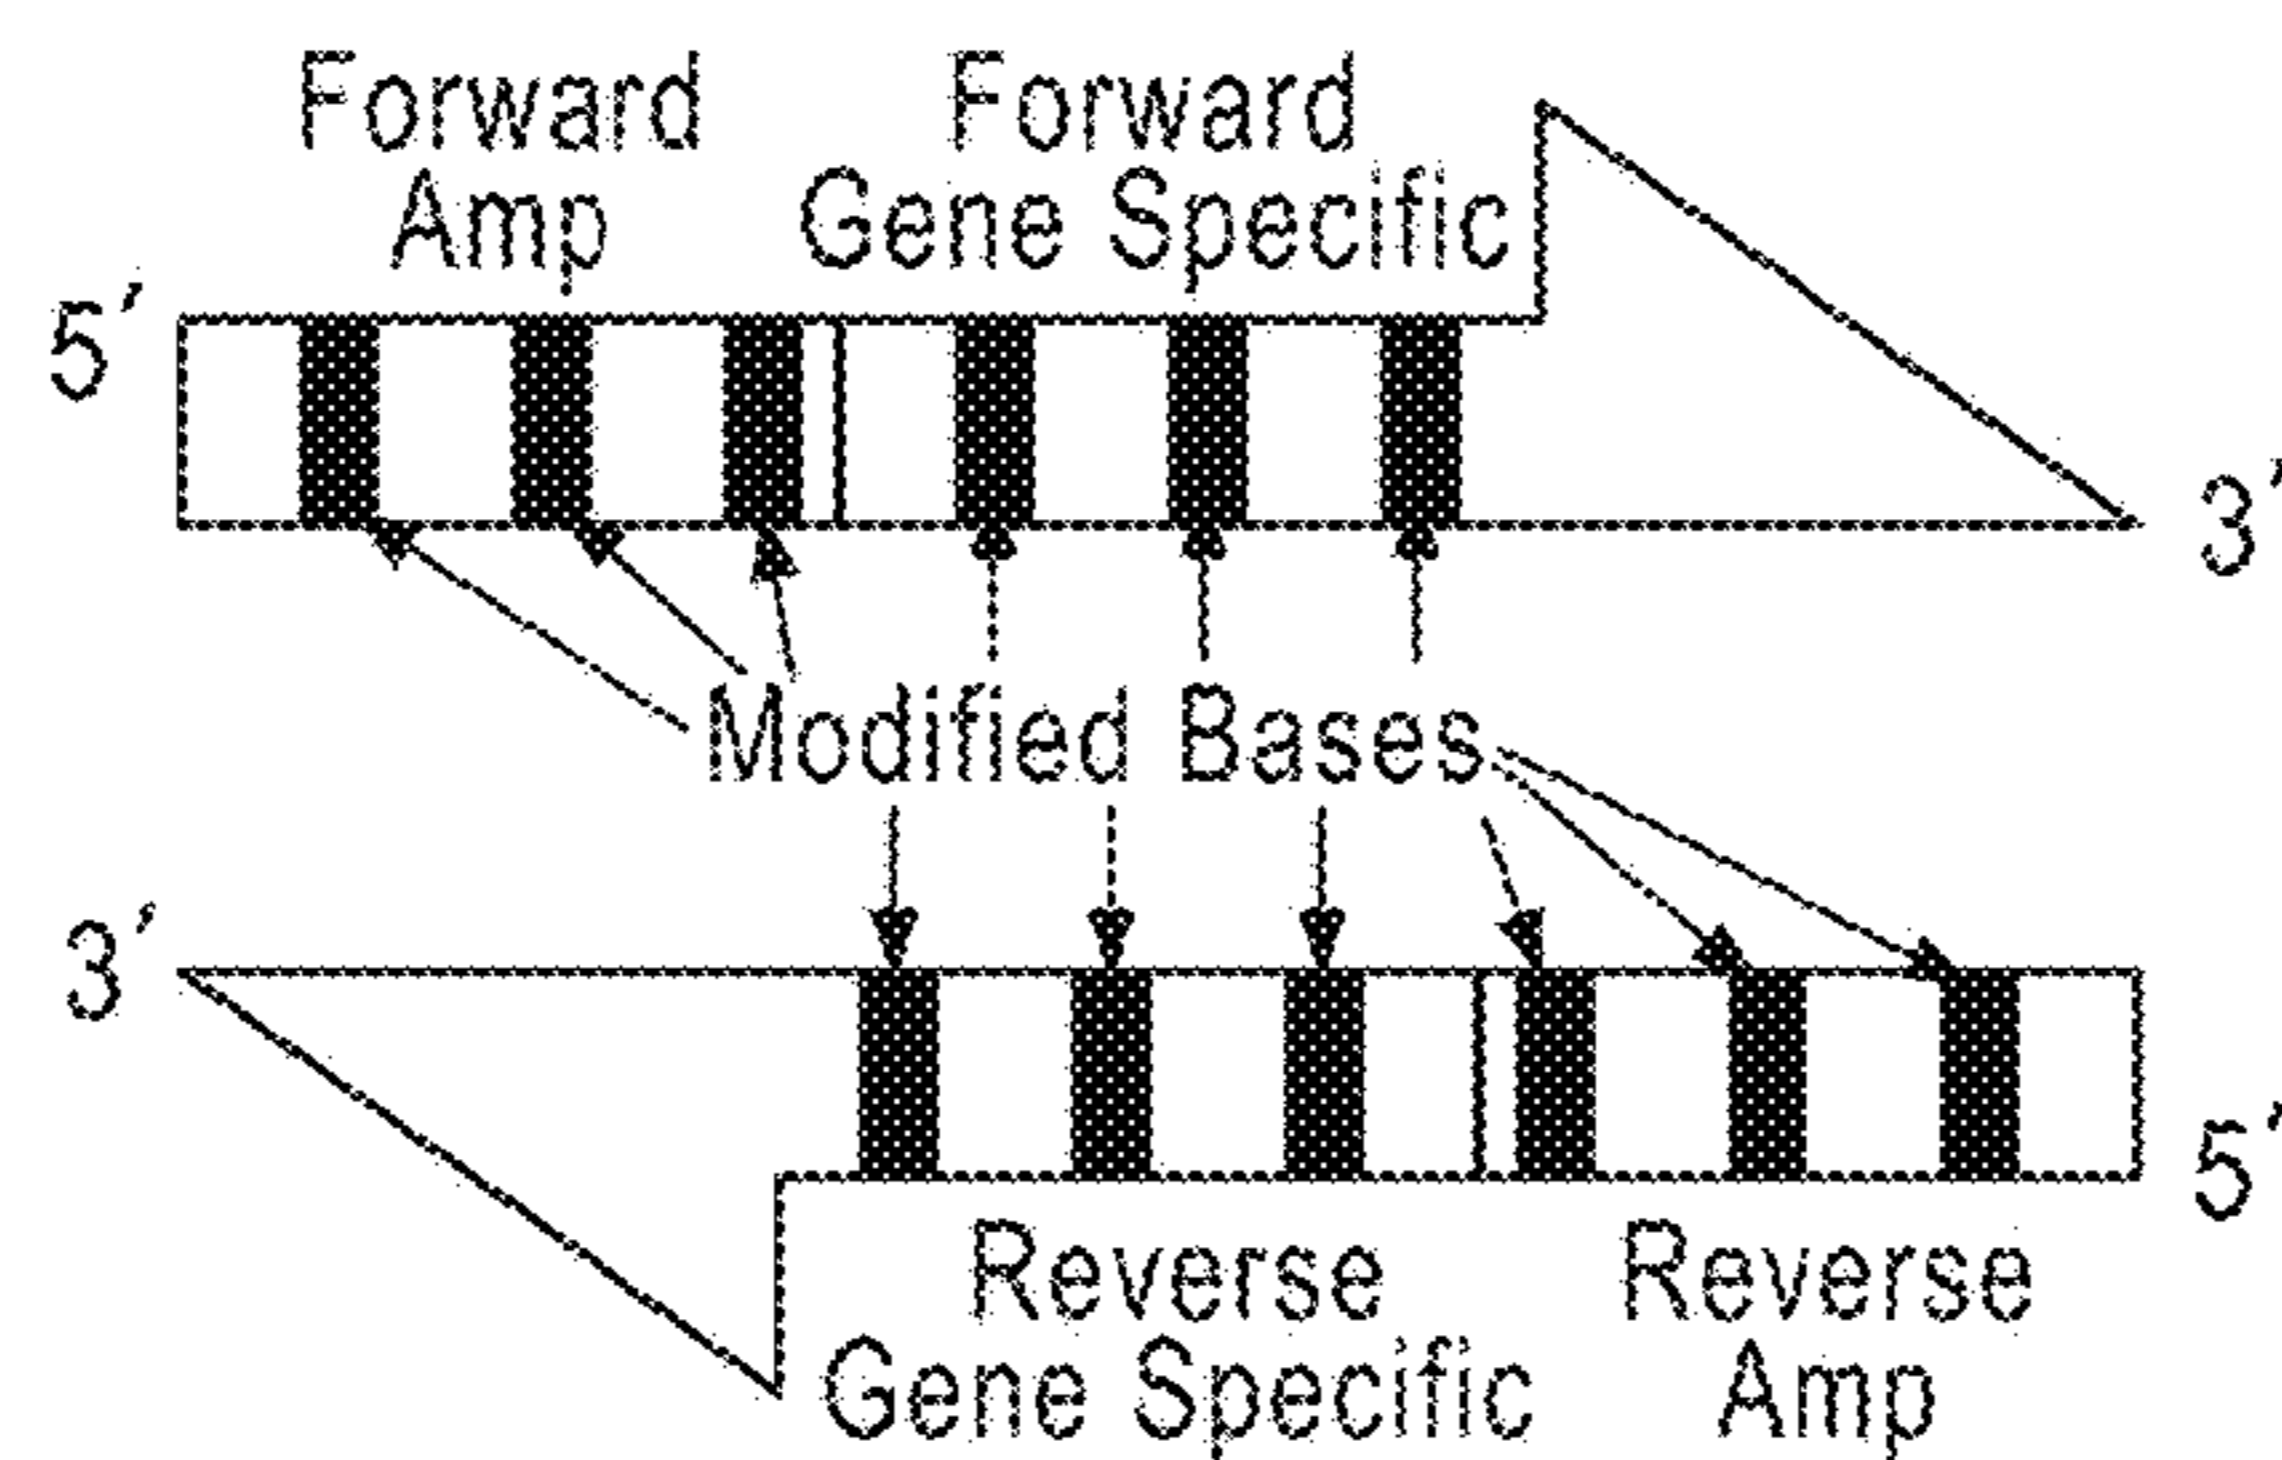 Forward
Amp
Forward
Gene Specific
5′
3′
Modified Bases
3′
5′
Reverse
Gene Specific
Reverse
Amp